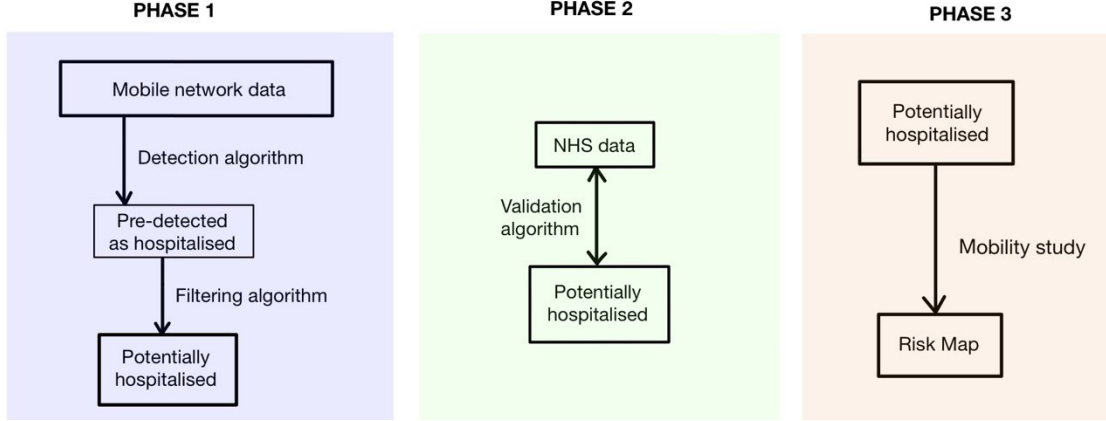 PHASE 1
Mobile network data
Detection algorithm
Pre-detected
as hospitalised
Filtering algorithm
Potentially
hospitalised
PHASE 2
NHS data
Validation
algorithm
Potentially
hospitalised
PHASE 3
Potentially
hospitalised
Mobility study
Risk Map